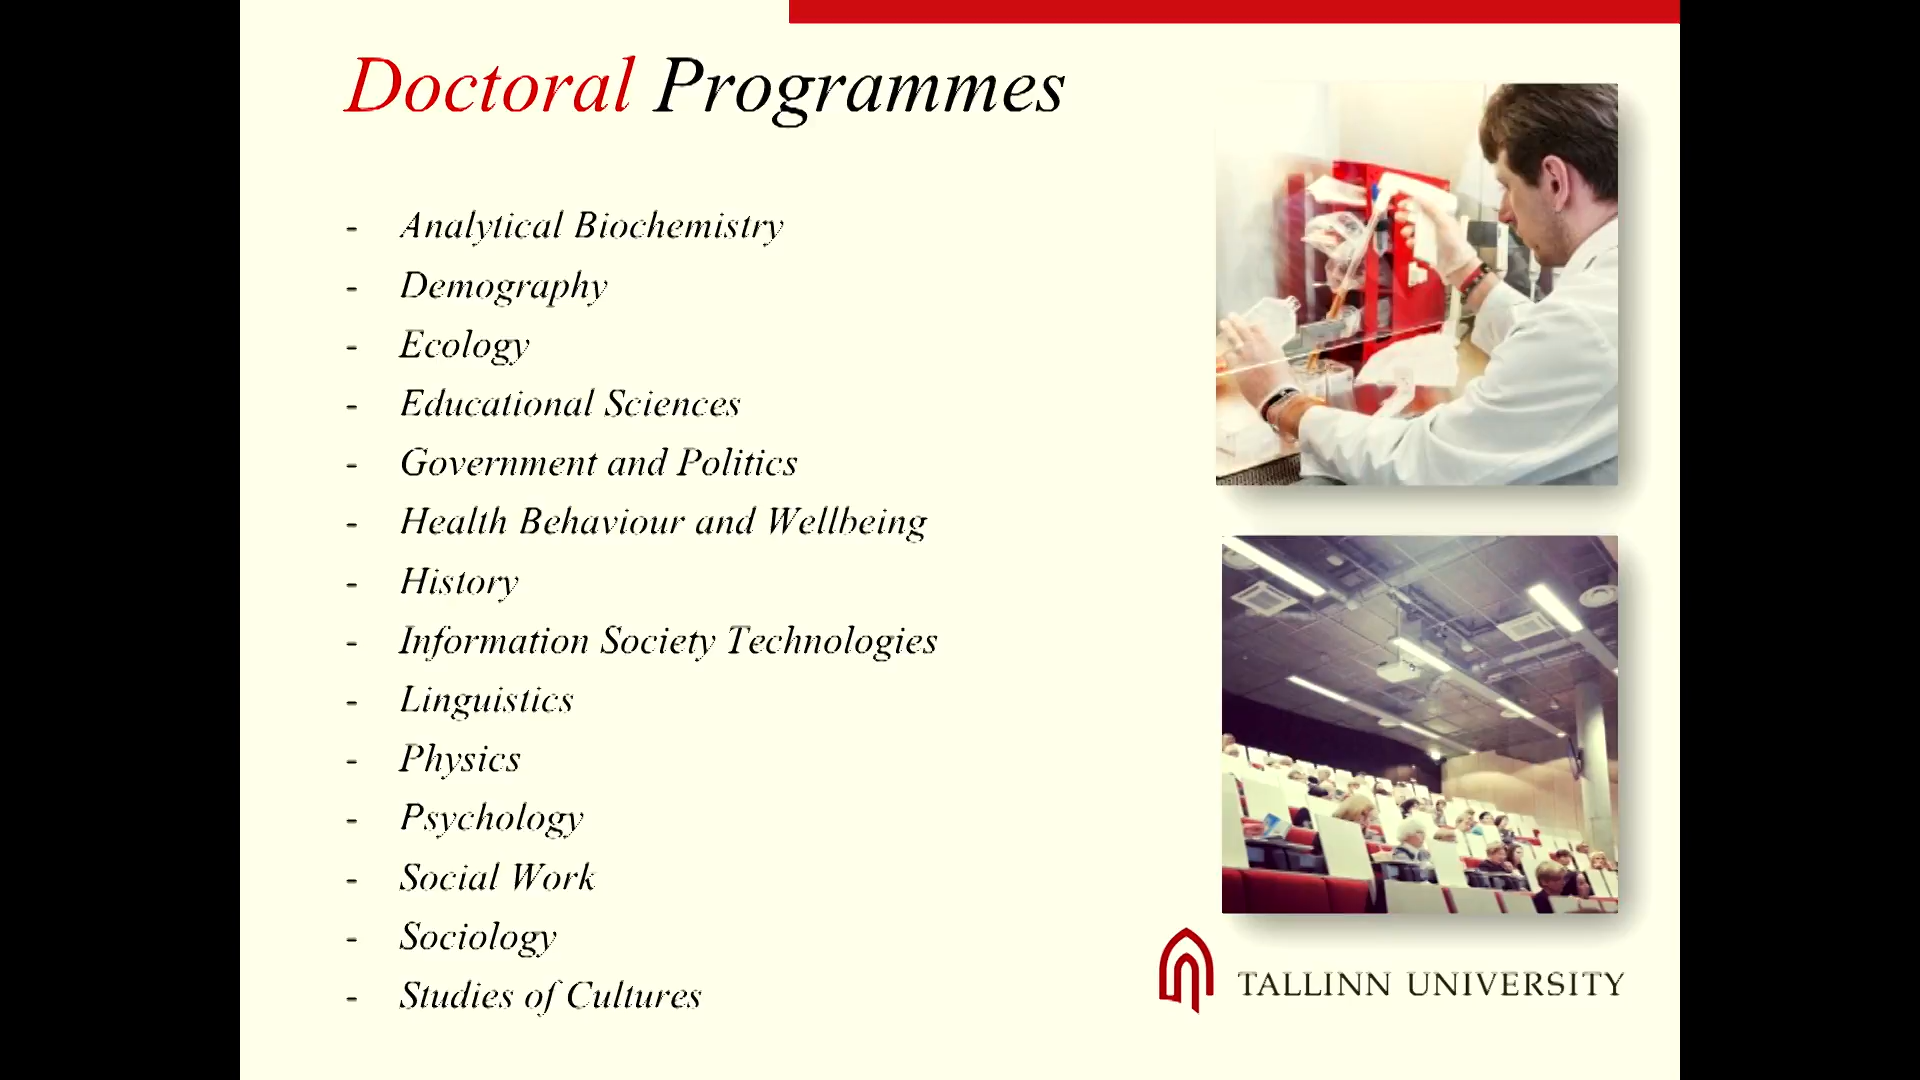 Doctoral Programmes
- Analytical Biochemistry
- Demography
- Ecology
- Educational Sciences
- Government and Politics
- Health Behaviour and Wellbeing
- History
- Information Society Technologies
- Linguistics
- Physics
- Psychology
- Social Work
- Sociology
- Studies of Cultures
TALLINN UNIVERSITY